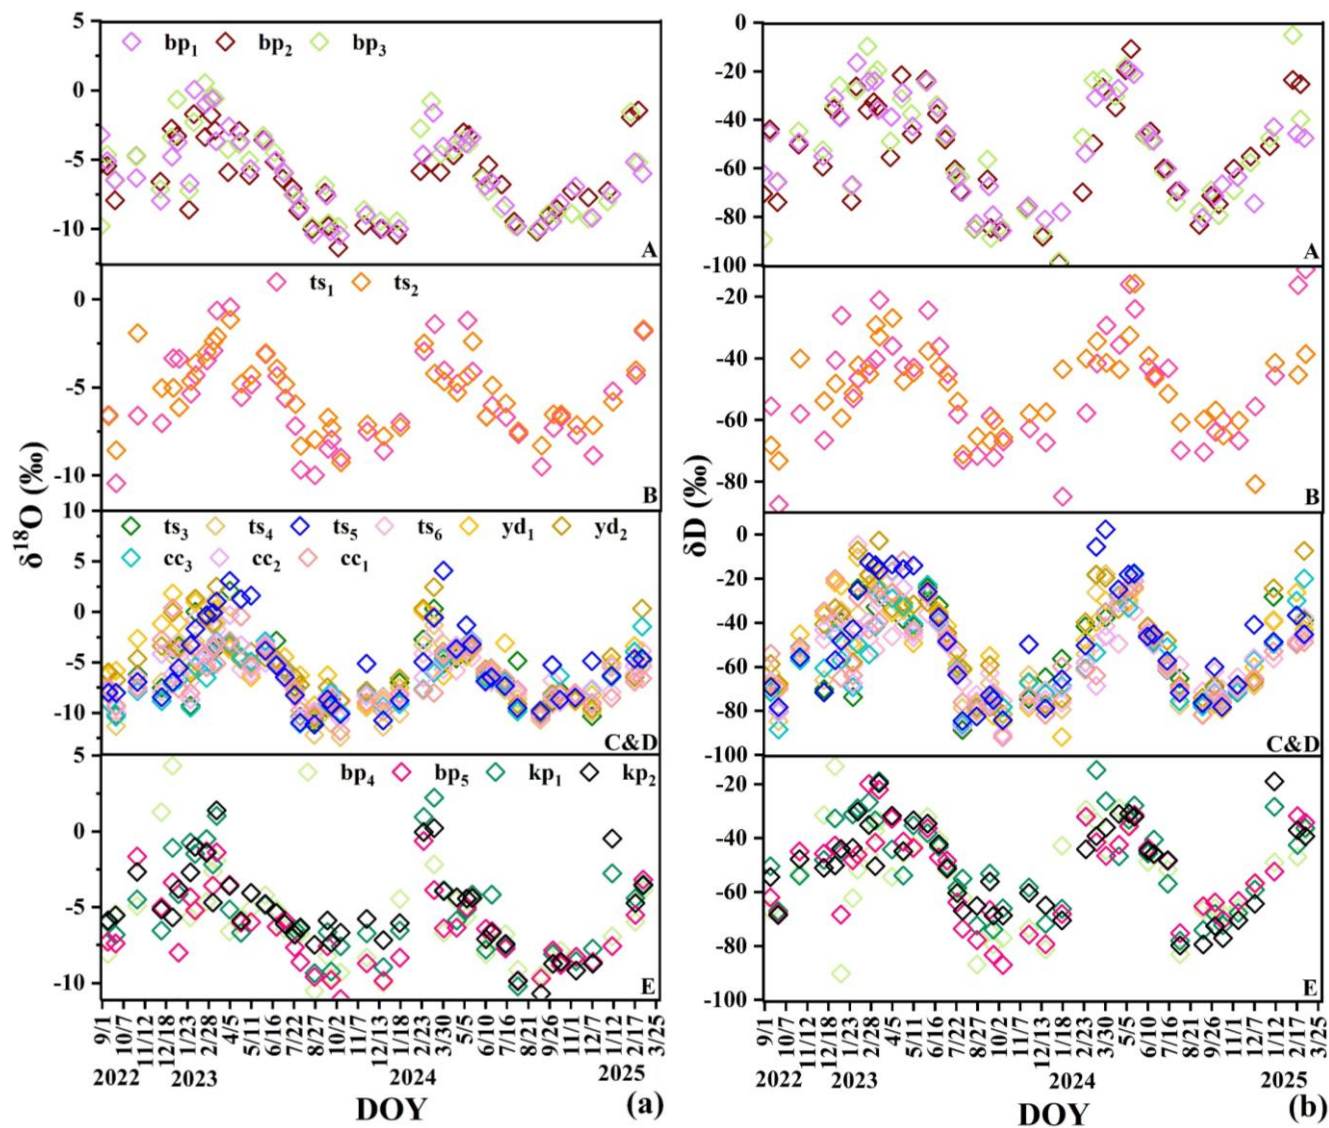 5
0
-5
-10
A
bp1 bp2 bp3
0
-5
-10
B
ts1 ts2
10
5
0
-5
-10
C&D
ts3 ts4 ts5 ts6 yd1 yd2
cc3 cc2 cc1
5
0
-5
-10
E
bp4 bp5 kp1 kp2
δ18O (‰)
9/1 10/7 11/12 12/18 1/23 2/28 4/5 5/11 6/16 7/22 8/27 10/2 11/7 12/13 1/18 2/23 3/30 5/5 6/10 7/16 8/21 9/26 11/1 12/7 1/12 2/17 3/25
2022 2023 2024 2025
DOY (a)
0
-20
-40
-60
-80
-100
A
-20
-40
-60
-80
B
0
-20
-40
-60
-80
-100
C&D
-20
-40
-60
-80
-100
E
δD (‰)
9/1 10/7 11/12 12/18 1/23 2/28 4/5 5/11 6/16 7/22 8/27 10/2 11/7 12/13 1/18 2/23 3/30 5/5 6/10 7/16 8/21 9/26 11/1 12/7 1/12 2/17 3/25
2022 2023 2024 2025
DOY (b)